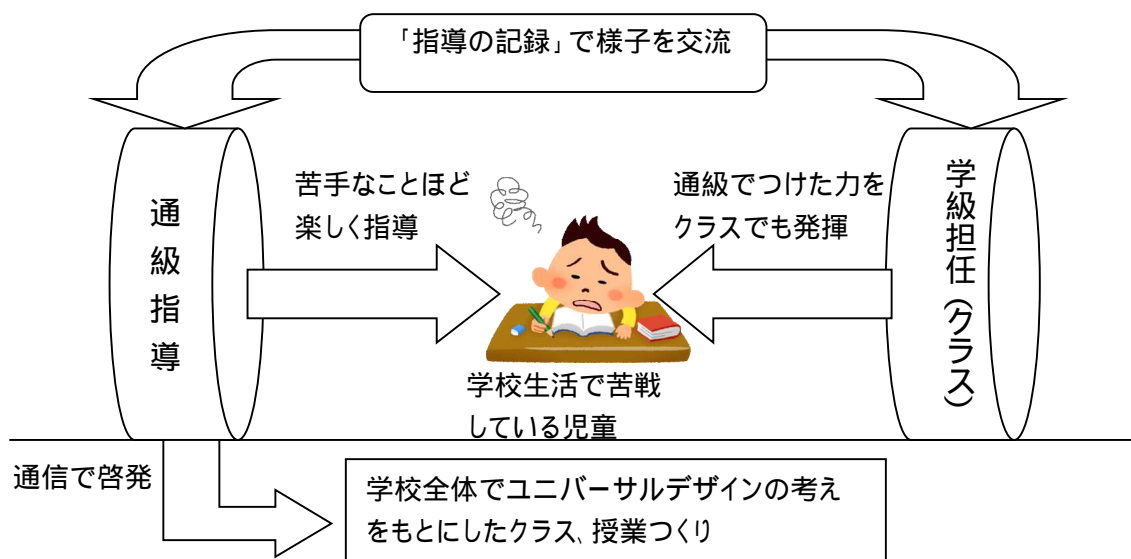 「指導の記録」で様子を交流
通級指導
苦手なことほど
楽しく指導
通級でつけた力を
クラスでも発揮
学級担任(クラス)
学校生活で苦戦
している児童
通信で啓発
学校全体でユニバーサルデザインの考え
をもとにしたクラス、授業つくり